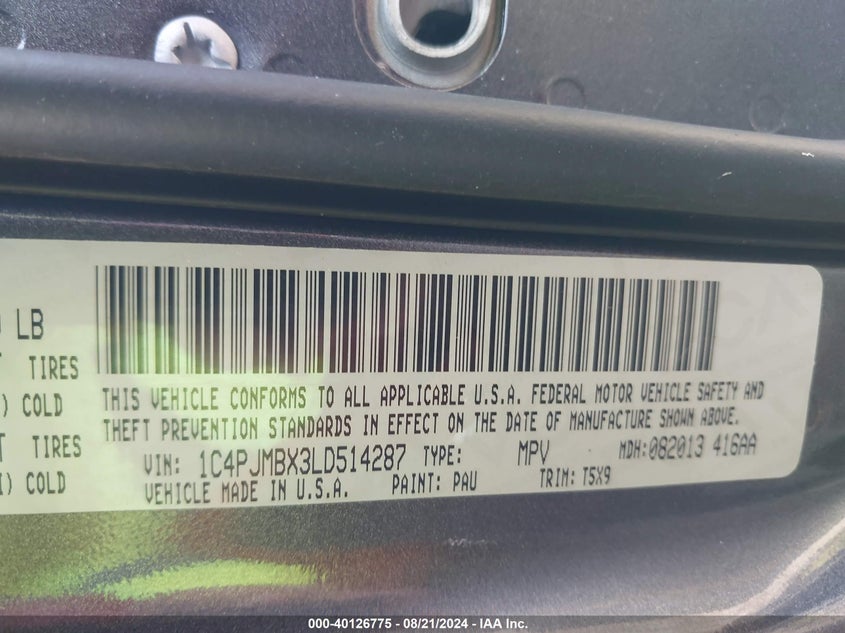 LB
TIRES
) COLD
TIRES
) COLD
THIS VEHICLE CONFORMS TO ALL APPLICABLE U.S.A. FEDERAL MOTOR VEHICLE SAFETY AND
THEFT PREVENTION STANDARDS IN EFFECT ON THE DATE OF MANUFACTURE SHOWN ABOVE.
VIN: 1C4PJMBX3LD514287 TYPE: MPV MDH: 082013 416AA
VEHICLE MADE IN U.S.A. PAINT: PAU TRIM: T5X9
000-40126775 - 08/21/2024 - IAA Inc.